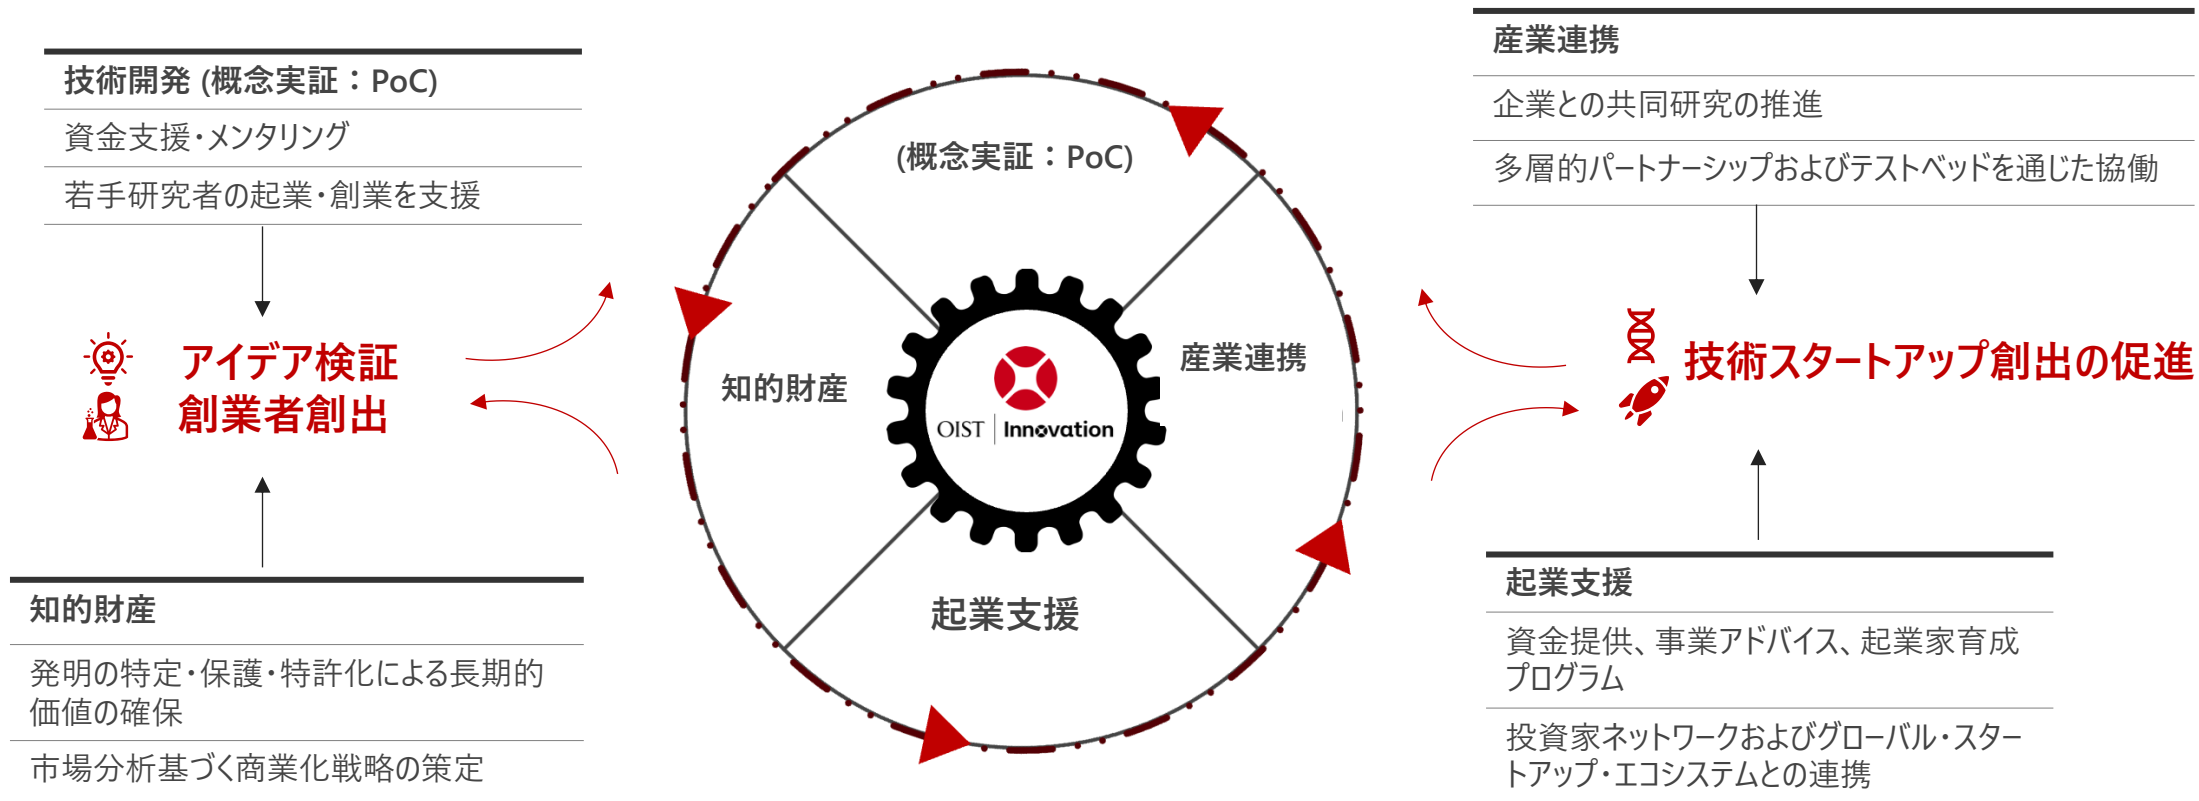 技術開発 (概念実証：PoC)
資金支援・メンタリング
若手研究者の起業・創業を支援
アイデア検証
創業者創出
知的財産
発明の特定・保護・特許化による長期的
価値の確保
市場分析基づく商業化戦略の策定
(概念実証：PoC)
知的財産
産業連携
OIST | Innovation
起業支援
産業連携
企業との共同研究の推進
多層的パートナーシップおよびテストベッドを通じた協働
技術スタートアップ創出の促進
起業支援
資金提供、事業アドバイス、起業家育成
プログラム
投資家ネットワークおよびグローバル・スター
トアップ・エコシステムとの連携